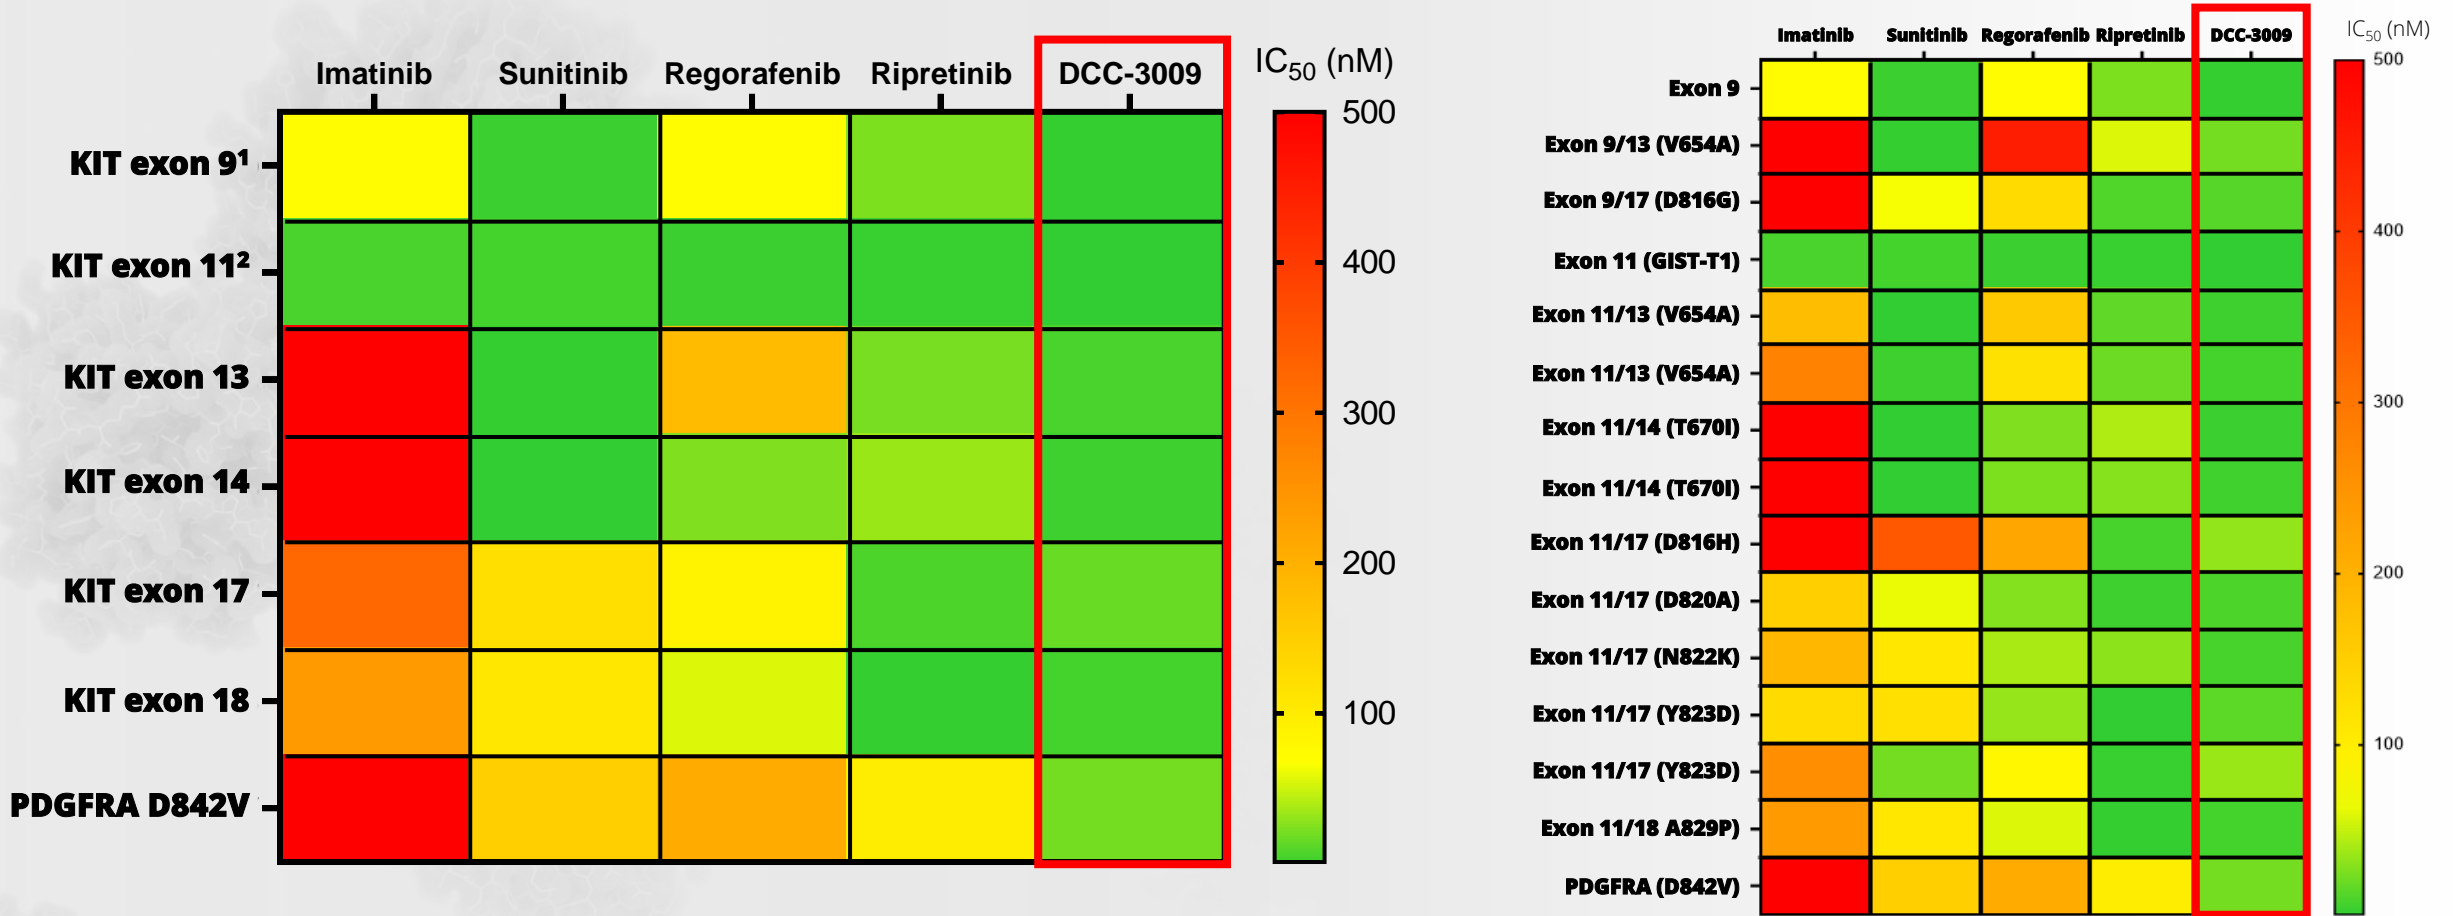 Imatinib Sunitinib Regorafenib Ripretinib DCC-3009
IC50 (nM)
KIT exon 9¹
KIT exon 11²
KIT exon 13
KIT exon 14
KIT exon 17
KIT exon 18
PDGFRA D842V
500
400
300
200
100
Imatinib Sunitinib Regorafenib Ripretinib DCC-3009
IC50 (nM)
Exon 9
Exon 9/13 (V654A)
Exon 9/17 (D816G)
Exon 11 (GIST-T1)
Exon 11/13 (V654A)
Exon 11/13 (V654A)
Exon 11/14 (T670I)
Exon 11/14 (T670I)
Exon 11/17 (D816H)
Exon 11/17 (D820A)
Exon 11/17 (N822K)
Exon 11/17 (Y823D)
Exon 11/17 (Y823D)
Exon 11/18 A829P)
PDGFRA (D842V)
500
400
300
200
100